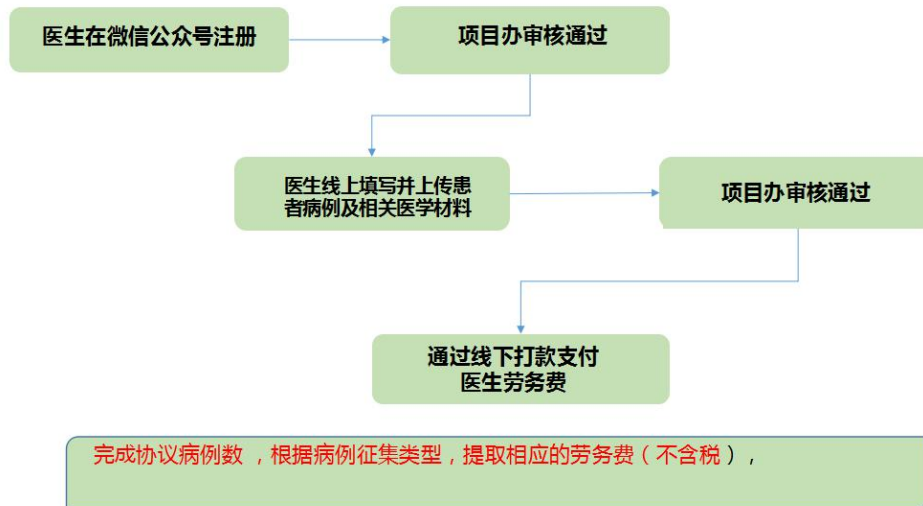 医生在微信公众号注册
项目办审核通过
医生线上填写并上传患
者病例及相关医学材料
项目办审核通过
通过线下打款支付
医生劳务费
完成协议病例数 ，根据病例征集类型，提取相应的劳务费（不含税），